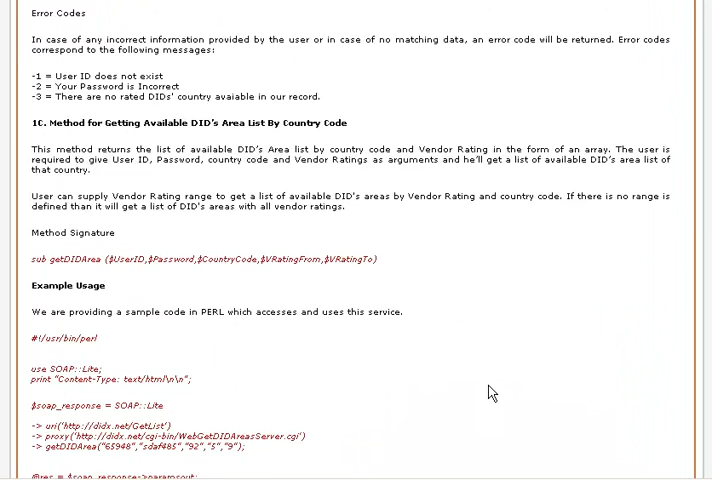 Error Codes
In case of any incorrect information provided by the user or in case of no matching data, an error code will be returned. Error codes
correspond to the following messages:
-1 = User ID does not exist
-2 = Your Password is Incorrect
-3 = There are no rated DIDs' country avaiable in our record.
1C. Method for Getting Available DID's Area List By Country Code
This method returns the list of available DID's Area list by country code and Vendor Rating in the form of an array. The user is
required to give User ID, Password, country code and Vendor Ratings as arguments and he'll get a list of available DID's area list of
that country.
User can supply Vendor Rating range to get a list of available DID's areas by Vendor Rating and country code. If there is no range is
defined than it will get a list of DID's areas with all vendor ratings.
Method Signature
sub getDIDArea ($UserID,$Password,$CountryCode,$VRatingFrom,$VRatingTo)
Example Usage
We are providing a sample code in PERL which accesses and uses this service.
#!/usr/bin/perl
use SOAP::Lite;
print "Content-Type: text/html\n\n";
$soap_response = SOAP::Lite
-> uri('http://didx.net/GetList')
-> proxy('http://didx.net/cgi-bin/WebGetDIDAreasServer.cgi')
-> getDIDArea("65948","sdaf485","92","5","9");
@res = $soap_response->paramsout;